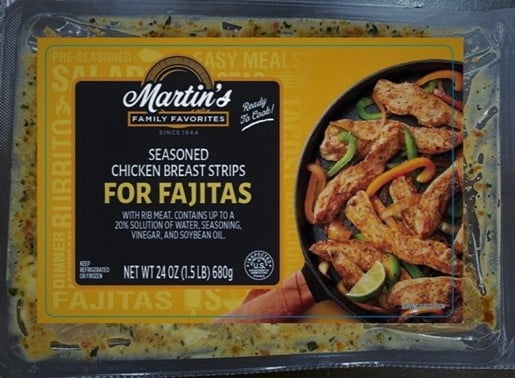 PRE-SEASONED
EASY MEALS
Martin's
FAMILY FAVORITES
SINCE 1944
Ready
To Cook!
SEASONED
CHICKEN BREAST STRIPS
FOR FAJITAS
WITH RIB MEAT. CONTAINS UP TO A
20% SOLUTION OF WATER, SEASONING,
VINEGAR, AND SOYBEAN OIL.
KEEP
REFRIGERATED
OR FROZEN
NET WT 24 OZ (1.5 LB) 680g
DINNER
BURRITO
FAJITAS